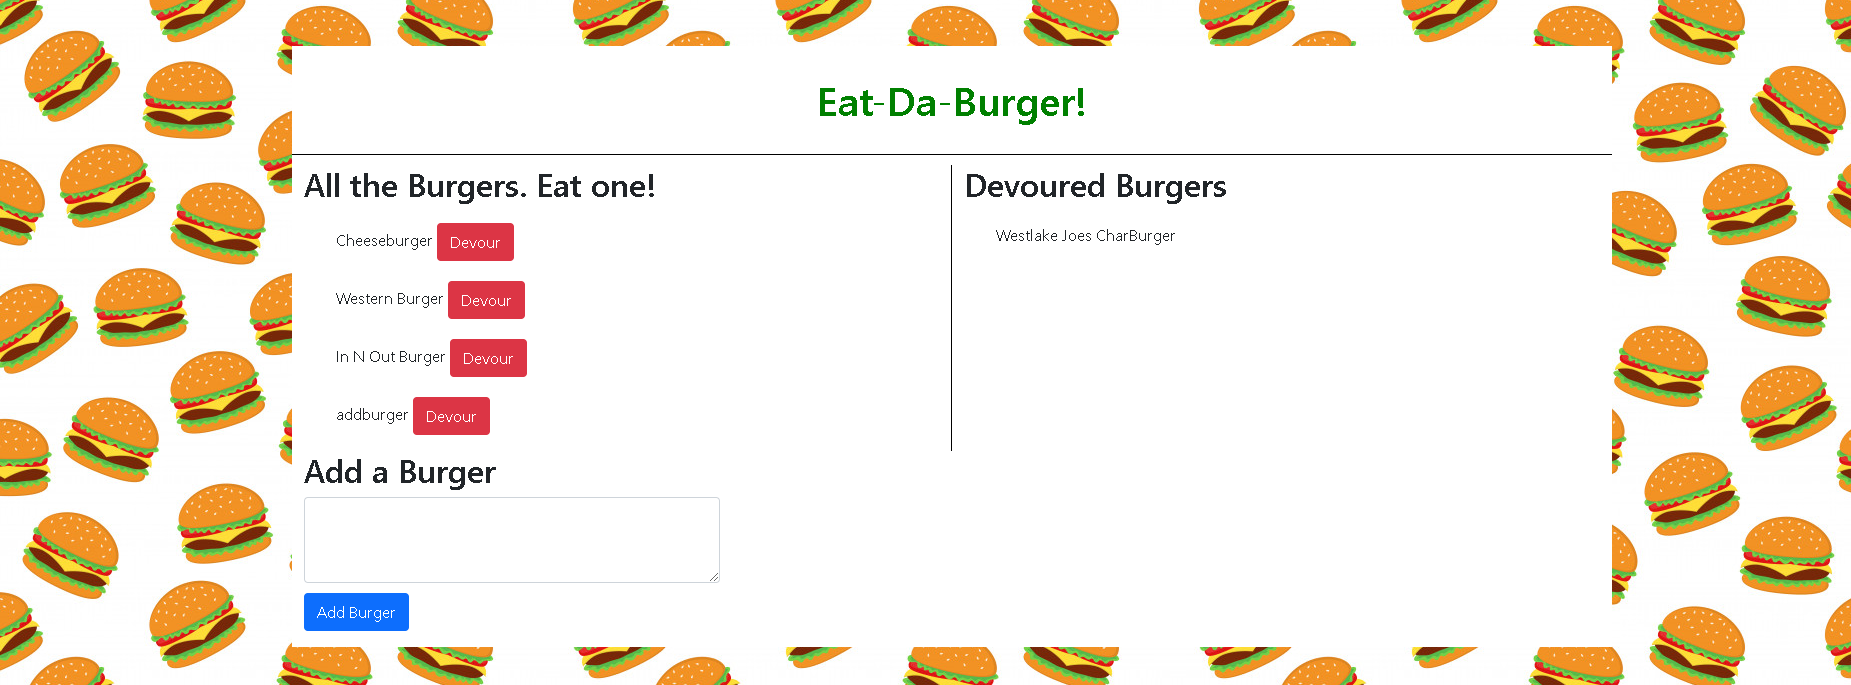 Eat-Da-Burger!
All the Burgers. Eat one!
Cheeseburger Devour
Western Burger Devour
In N Out Burger Devour
addburger Devour
Devoured Burgers
Westlake Joes CharBurger
Add a Burger
Add Burger